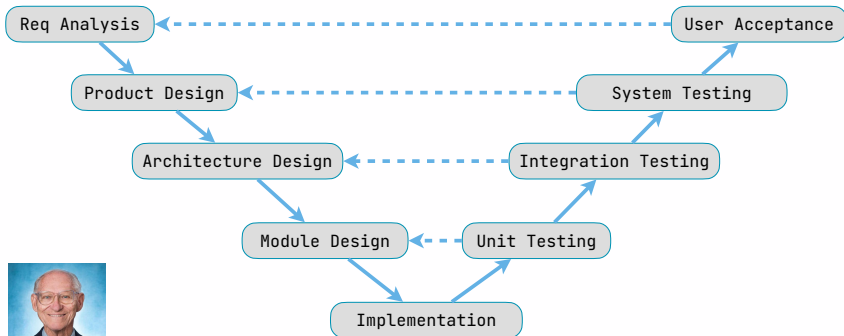 Req Analysis
User Acceptance
Product Design
System Testing
Architecture Design
Integration Testing
Module Design
Unit Testing
Implementation